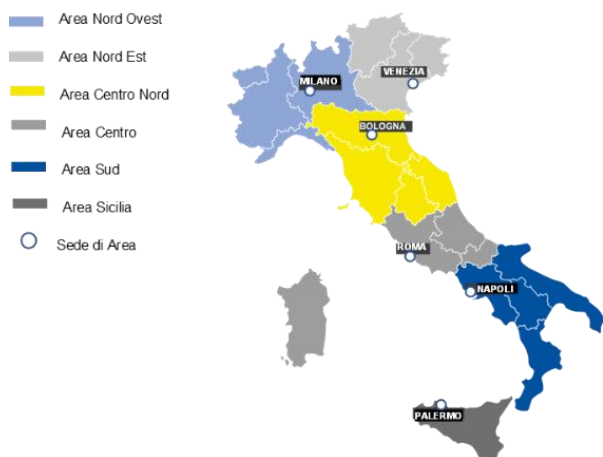 Area Nord Ovest
Area Nord Est
Area Centro Nord
Area Centro
Area Sud
Area Sicilia
Sede di Area
MILANO
VENEZIA
BOLOGNA
ROMA
NAPOLI
PALERMO